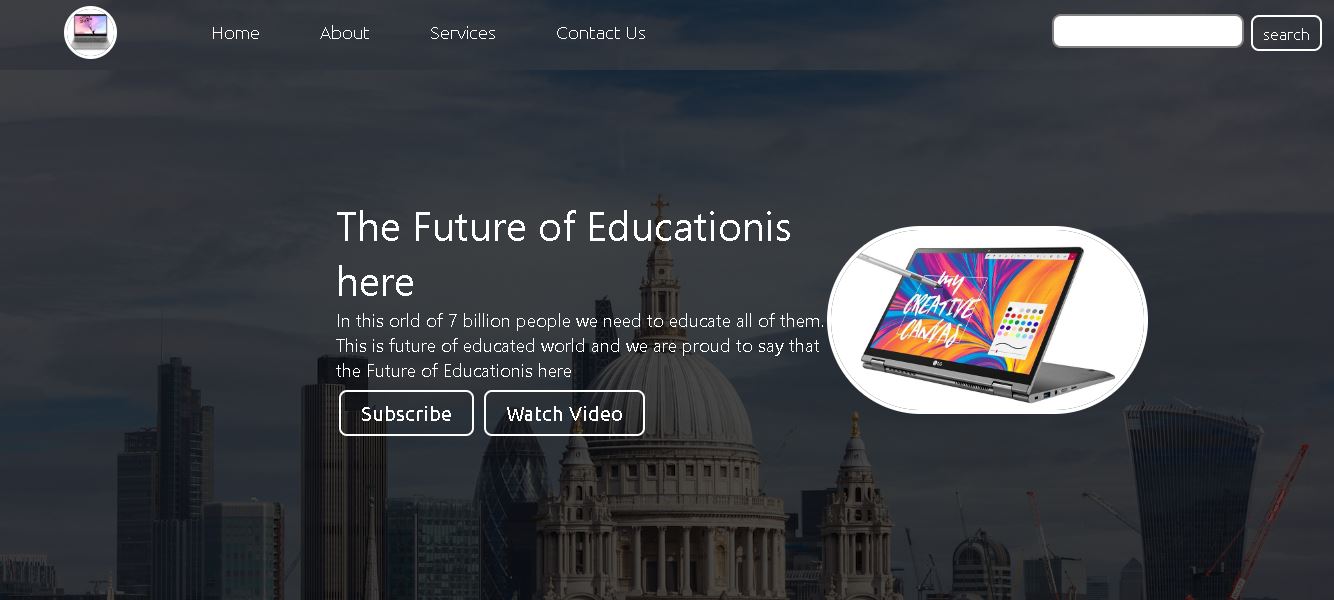 Home About Services Contact Us search
The Future of Educationis
here
In this orld of 7 billion people we need to educate all of them.
This is future of educated world and we are proud to say that
the Future of Educationis here
Subscribe Watch Video
my
CREATIVE
CANVAS
LG